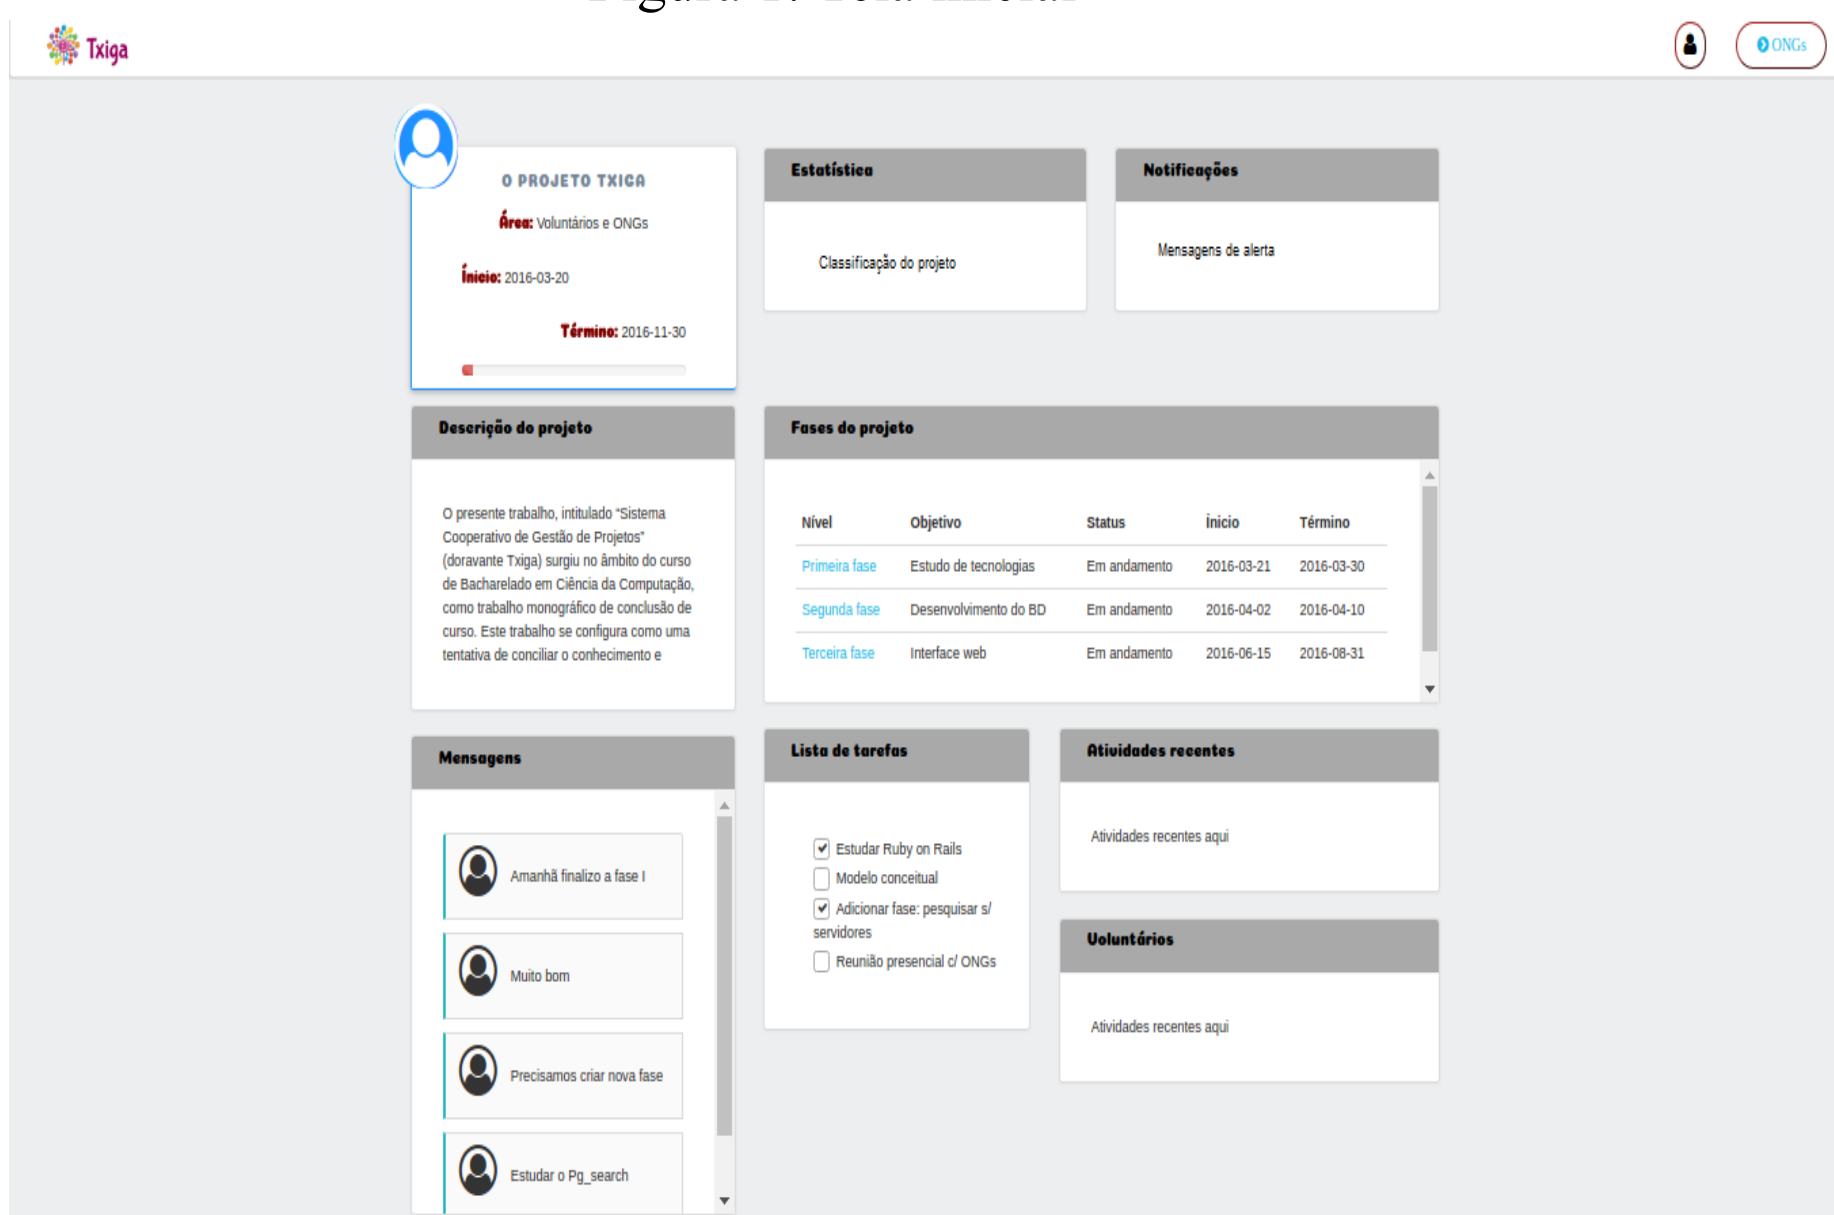 Txiga
ONGs
O PROJETO TXIGA
Área: Voluntários e ONGs
Ínicio: 2016-03-20
Término: 2016-11-30
Estatística
Classificação do projeto
Notificações
Mensagens de alerta
Descrição do projeto
O presente trabalho, intitulado “Sistema
Cooperativo de Gestão de Projetos”
(doravante Txiga) surgiu no âmbito do curso
de Bacharelado em Ciência da Computação,
como trabalho monográfico de conclusão de
curso. Este trabalho se configura como uma
tentativa de conciliar o conhecimento e
Fases do projeto
Nível Objetivo Status Ínicio Término
Primeira fase Estudo de tecnologias Em andamento 2016-03-21 2016-03-30
Segunda fase Desenvolvimento do BD Em andamento 2016-04-02 2016-04-10
Terceira fase Interface web Em andamento 2016-06-15 2016-08-31
Mensagens
Amanhã finalizo a fase I
Muito bom
Precisamos criar nova fase
Estudar o Pg_search
Lista de tarefas
Estudar Ruby on Rails
Modelo conceitual
Adicionar fase: pesquisar s/
servidores
Reunião presencial c/ ONGs
Atividades recentes
Atividades recentes aqui
Voluntários
Atividades recentes aqui